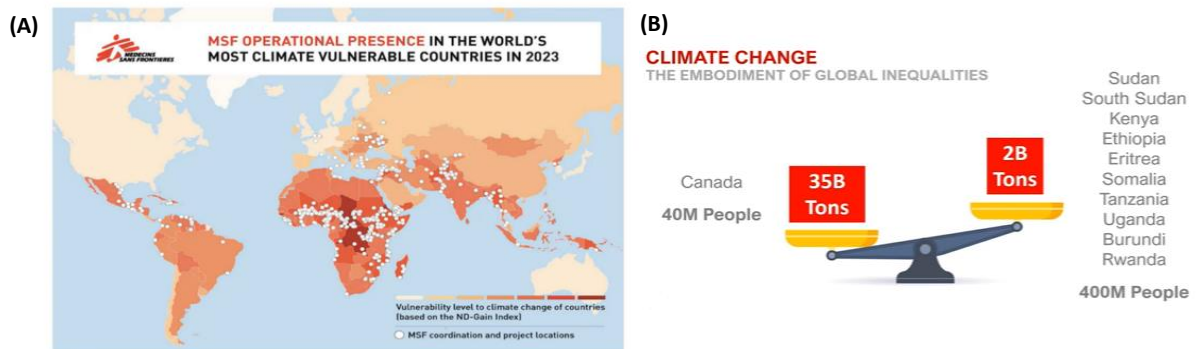 (A)
MEDECINS
SANS FRONTIERES
MSF OPERATIONAL PRESENCE IN THE WORLD'S
MOST CLIMATE VULNERABLE COUNTRIES IN 2023
Vulnerability level to climate change of countries
(based on the ND-Gain Index)
MSF coordination and project locations
(B)
CLIMATE CHANGE
THE EMBODIMENT OF GLOBAL INEQUALITIES
Canada
40M People
35B
Tons
2B
Tons
Sudan
South Sudan
Kenya
Ethiopia
Eritrea
Somalia
Tanzania
Uganda
Burundi
Rwanda
400M People